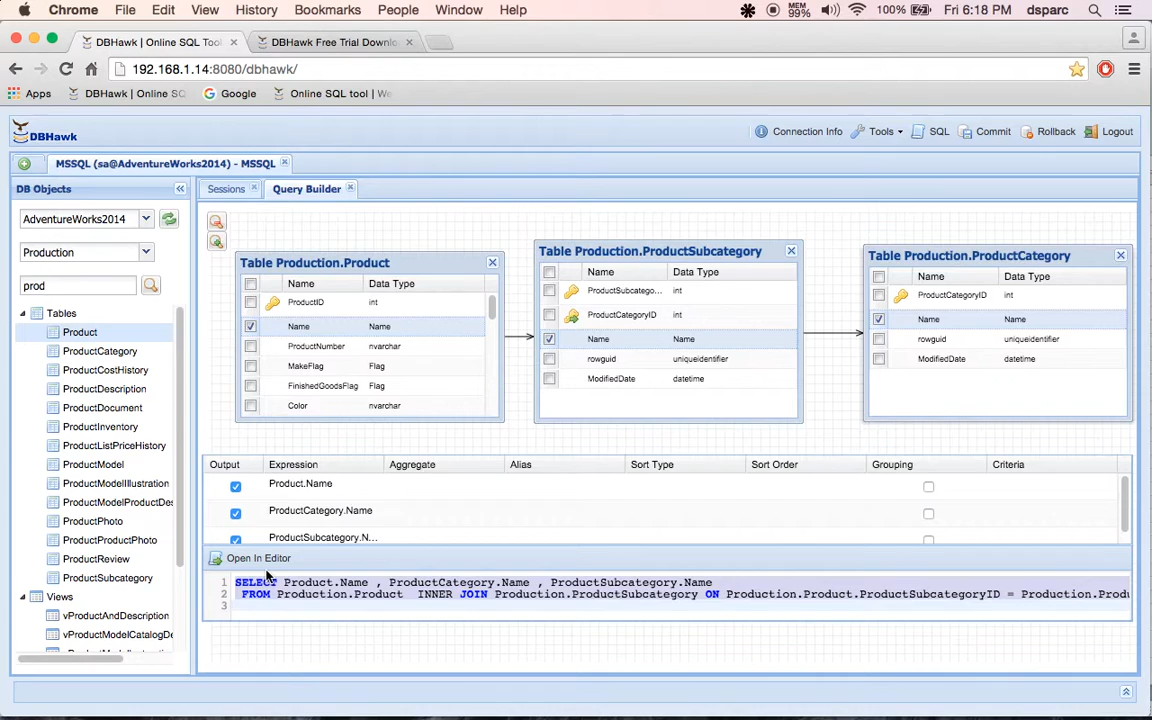 Chrome File Edit View History Bookmarks People Window Help MEM 99% 100% Fri 6:18 PM dsparc
DBHawk | Online SQL Too DBHawk Free Trial Downlo
192.168.1.14:8080/dbhawk/
Apps DBHawk | Online SQ Google Online SQL tool | We
DBHawk Connection Info Tools SQL Commit Rollback Logout
MSSQL (sa@AdventureWorks2014) - MSSQL
DB Objects
AdventureWorks2014
Production
prod
Tables
Product
ProductCategory
ProductCostHistory
ProductDescription
ProductDocument
ProductInventory
ProductListPriceHistory
ProductModel
ProductModelIllustration
ProductModelProductDes
ProductPhoto
ProductProductPhoto
ProductReview
ProductSubcategory
Views
vProductAndDescription
vProductModelCatalogDe
Sessions Query Builder
Table Production.Product
Name Data Type
ProductID int
Name Name
ProductNumber nvarchar
MakeFlag Flag
FinishedGoodsFlag Flag
Color nvarchar
Table Production.ProductSubcategory
Name Data Type
ProductSubcatego... int
ProductCategoryID int
Name Name
rowguid uniqueidentifier
ModifiedDate datetime
Table Production.ProductCategory
Name Data Type
ProductCategoryID int
Name Name
rowguid uniqueidentifier
ModifiedDate datetime
Output Expression Aggregate Alias Sort Type Sort Order Grouping Criteria
Product.Name
ProductCategory.Name
ProductSubcategory.N...
Open In Editor
1 SELECT Product.Name , ProductCategory.Name , ProductSubcategory.Name
2 FROM Production.Product INNER JOIN Production.ProductSubcategory ON Production.Product.ProductSubcategoryID = Production.Produ
3